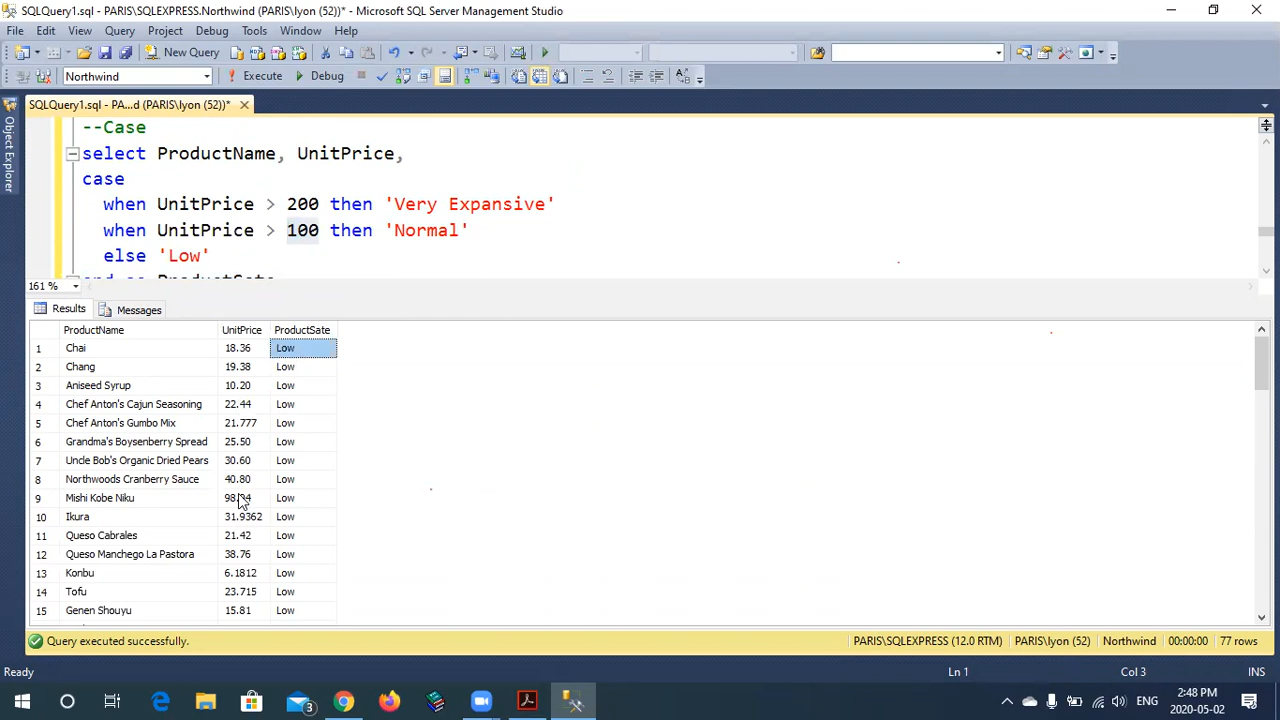 SQLQuery1.sql - PARIS\SQLEXPRESS.Northwind (PARIS\lyon (52))* - Microsoft SQL Server Management Studio
File Edit View Query Project Debug Tools Window Help
New Query
Northwind Execute Debug
SQLQuery1.sql - PA...d (PARIS\lyon (52))*
Object Explorer
--Case
select ProductName, UnitPrice,
case
when UnitPrice > 200 then 'Very Expansive'
when UnitPrice > 100 then 'Normal'
else 'Low'
end as ProductSate
161 %
Results Messages
ProductName UnitPrice ProductSate
1 Chai 18.36 Low
2 Chang 19.38 Low
3 Aniseed Syrup 10.20 Low
4 Chef Anton's Cajun Seasoning 22.44 Low
5 Chef Anton's Gumbo Mix 21.777 Low
6 Grandma's Boysenberry Spread 25.50 Low
7 Uncle Bob's Organic Dried Pears 30.60 Low
8 Northwoods Cranberry Sauce 40.80 Low
9 Mishi Kobe Niku Low
10 Ikura 31.9362 Low
11 Queso Cabrales 21.42 Low
12 Queso Manchego La Pastora 38.76 Low
13 Konbu 6.1812 Low
14 Tofu 23.715 Low
15 Genen Shouyu 15.81 Low
Query executed successfully. PARIS\SQLEXPRESS (12.0 RTM) PARIS\lyon (52) Northwind 00:00:00 77 rows
Ready Ln 1 Col 3 INS
3 ENG 2:48 PM
2020-05-02